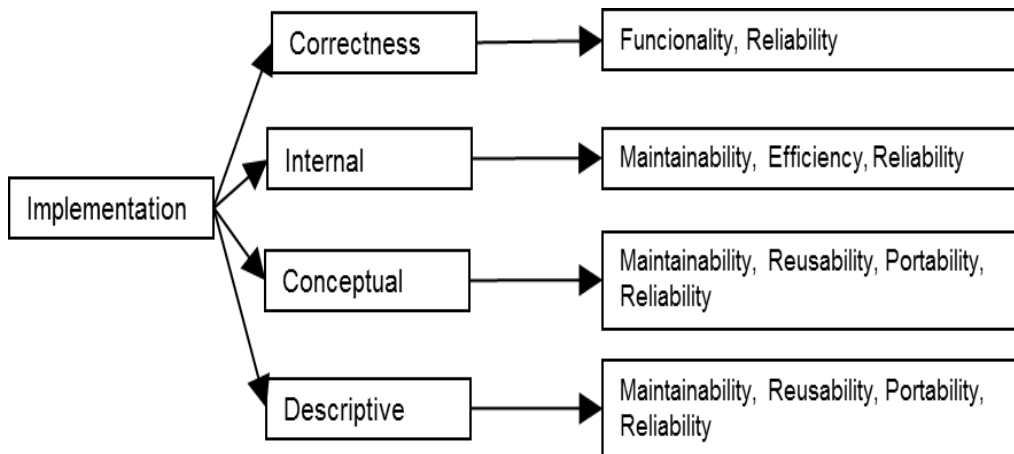 Correctness
Funcionality, Reliability
Internal
Maintainability, Efficiency, Reliability
Implementation
Conceptual
Maintainability, Reusability, Portability,
Reliability
Descriptive
Maintainability, Reusability, Portability,
Reliability